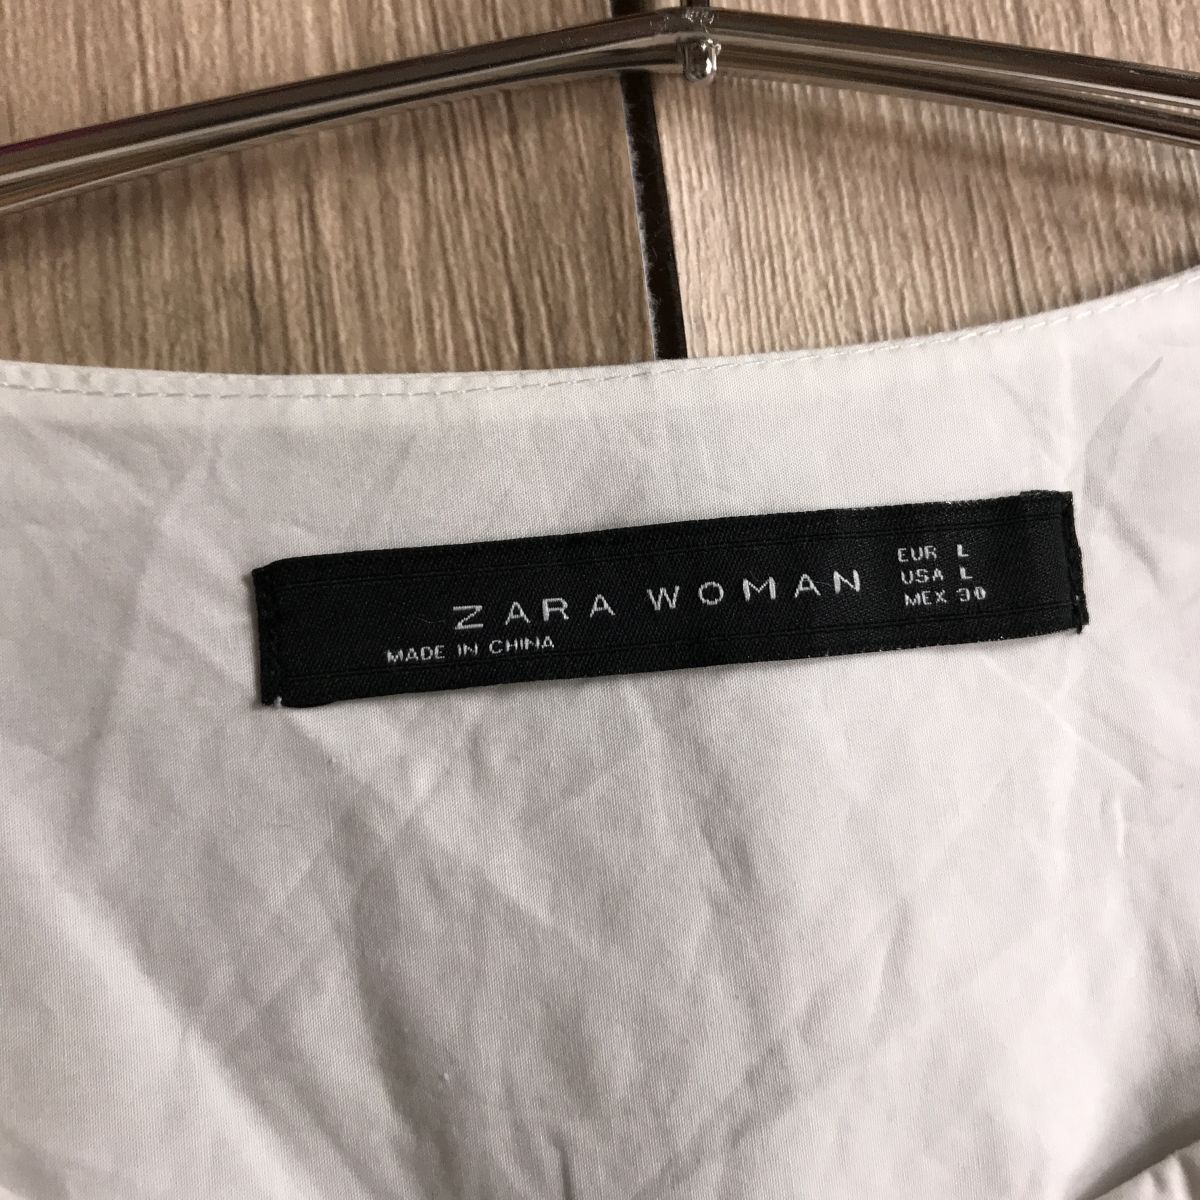 ZARA WOMAN
MADE IN CHINA
EUR L
USA L
MEX 30